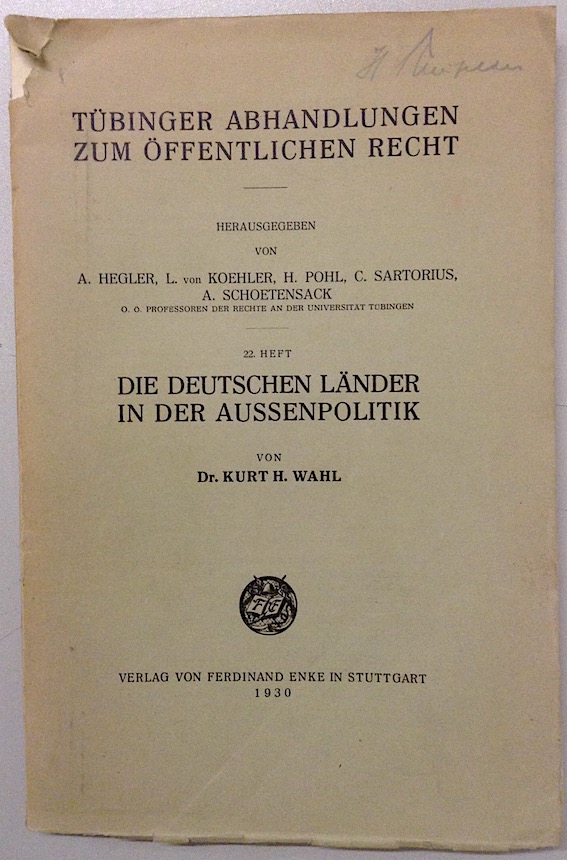 TÜBINGER ABHANDLUNGEN
ZUM ÖFFENTLICHEN RECHT
HERAUSGEGEBEN
VON
A. HEGLER, L. von KOEHLER, H. POHL, C. SARTORIUS,
A. SCHOETENSACK
O. Ö. PROFESSOREN DER RECHTE AN DER UNIVERSITÄT TÜBINGEN
22. HEFT
DIE DEUTSCHEN LÄNDER
IN DER AUSSENPOLITIK
VON
Dr. KURT H. WAHL
F E
VERLAG VON FERDINAND ENKE IN STUTTGART
1930